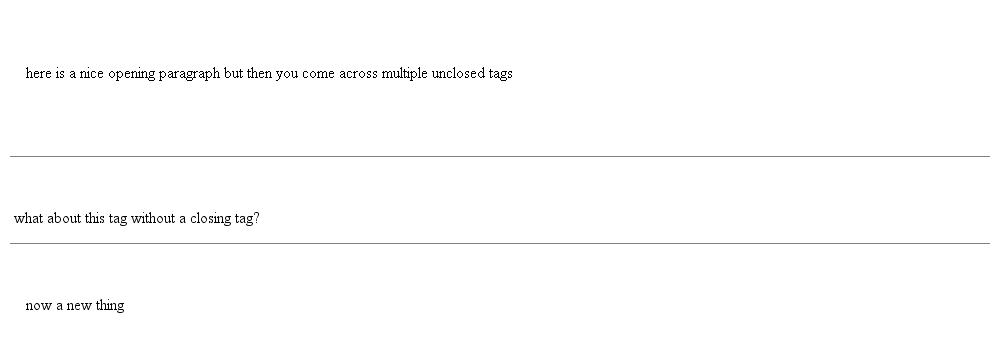 here is a nice opening paragraph but then you come across multiple unclosed tags
what about this tag without a closing tag?
now a new thing